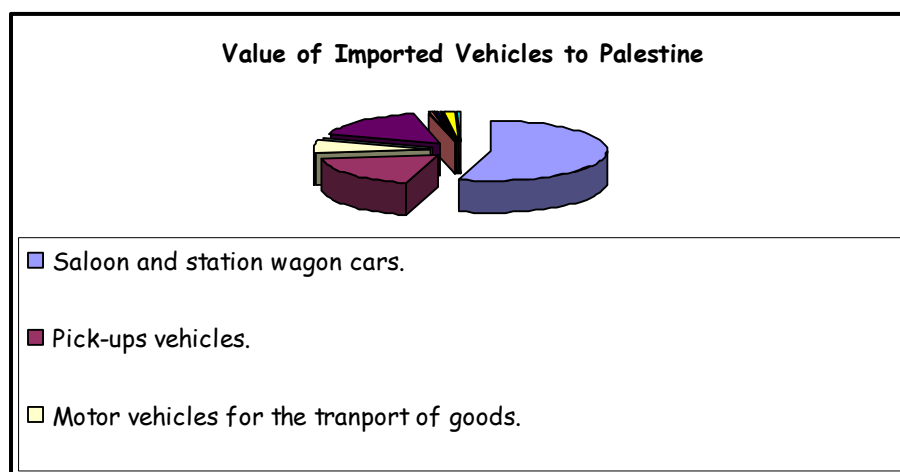 Value of Imported Vehicles to Palestine
Saloon and station wagon cars.
Pick-ups vehicles.
Motor vehicles for the tranport of goods.